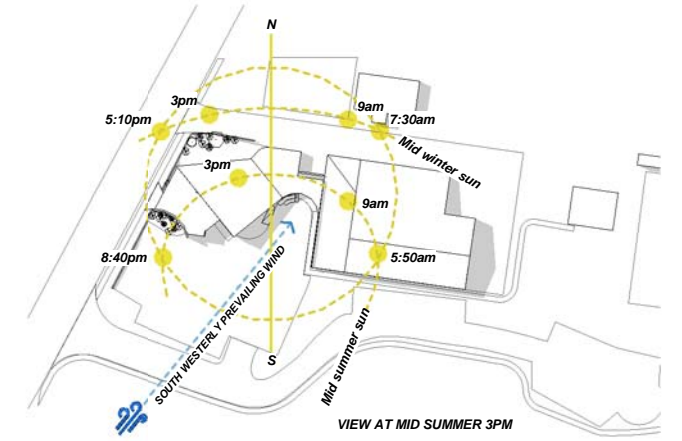 N
3pm
9am
5:10pm
7:30am
Mid winter sun
3pm
9am
8:40pm
5:50am
SOUTH WESTERLY PREVAILING WIND
S
Mid summer sun
VIEW AT MID SUMMER 3PM